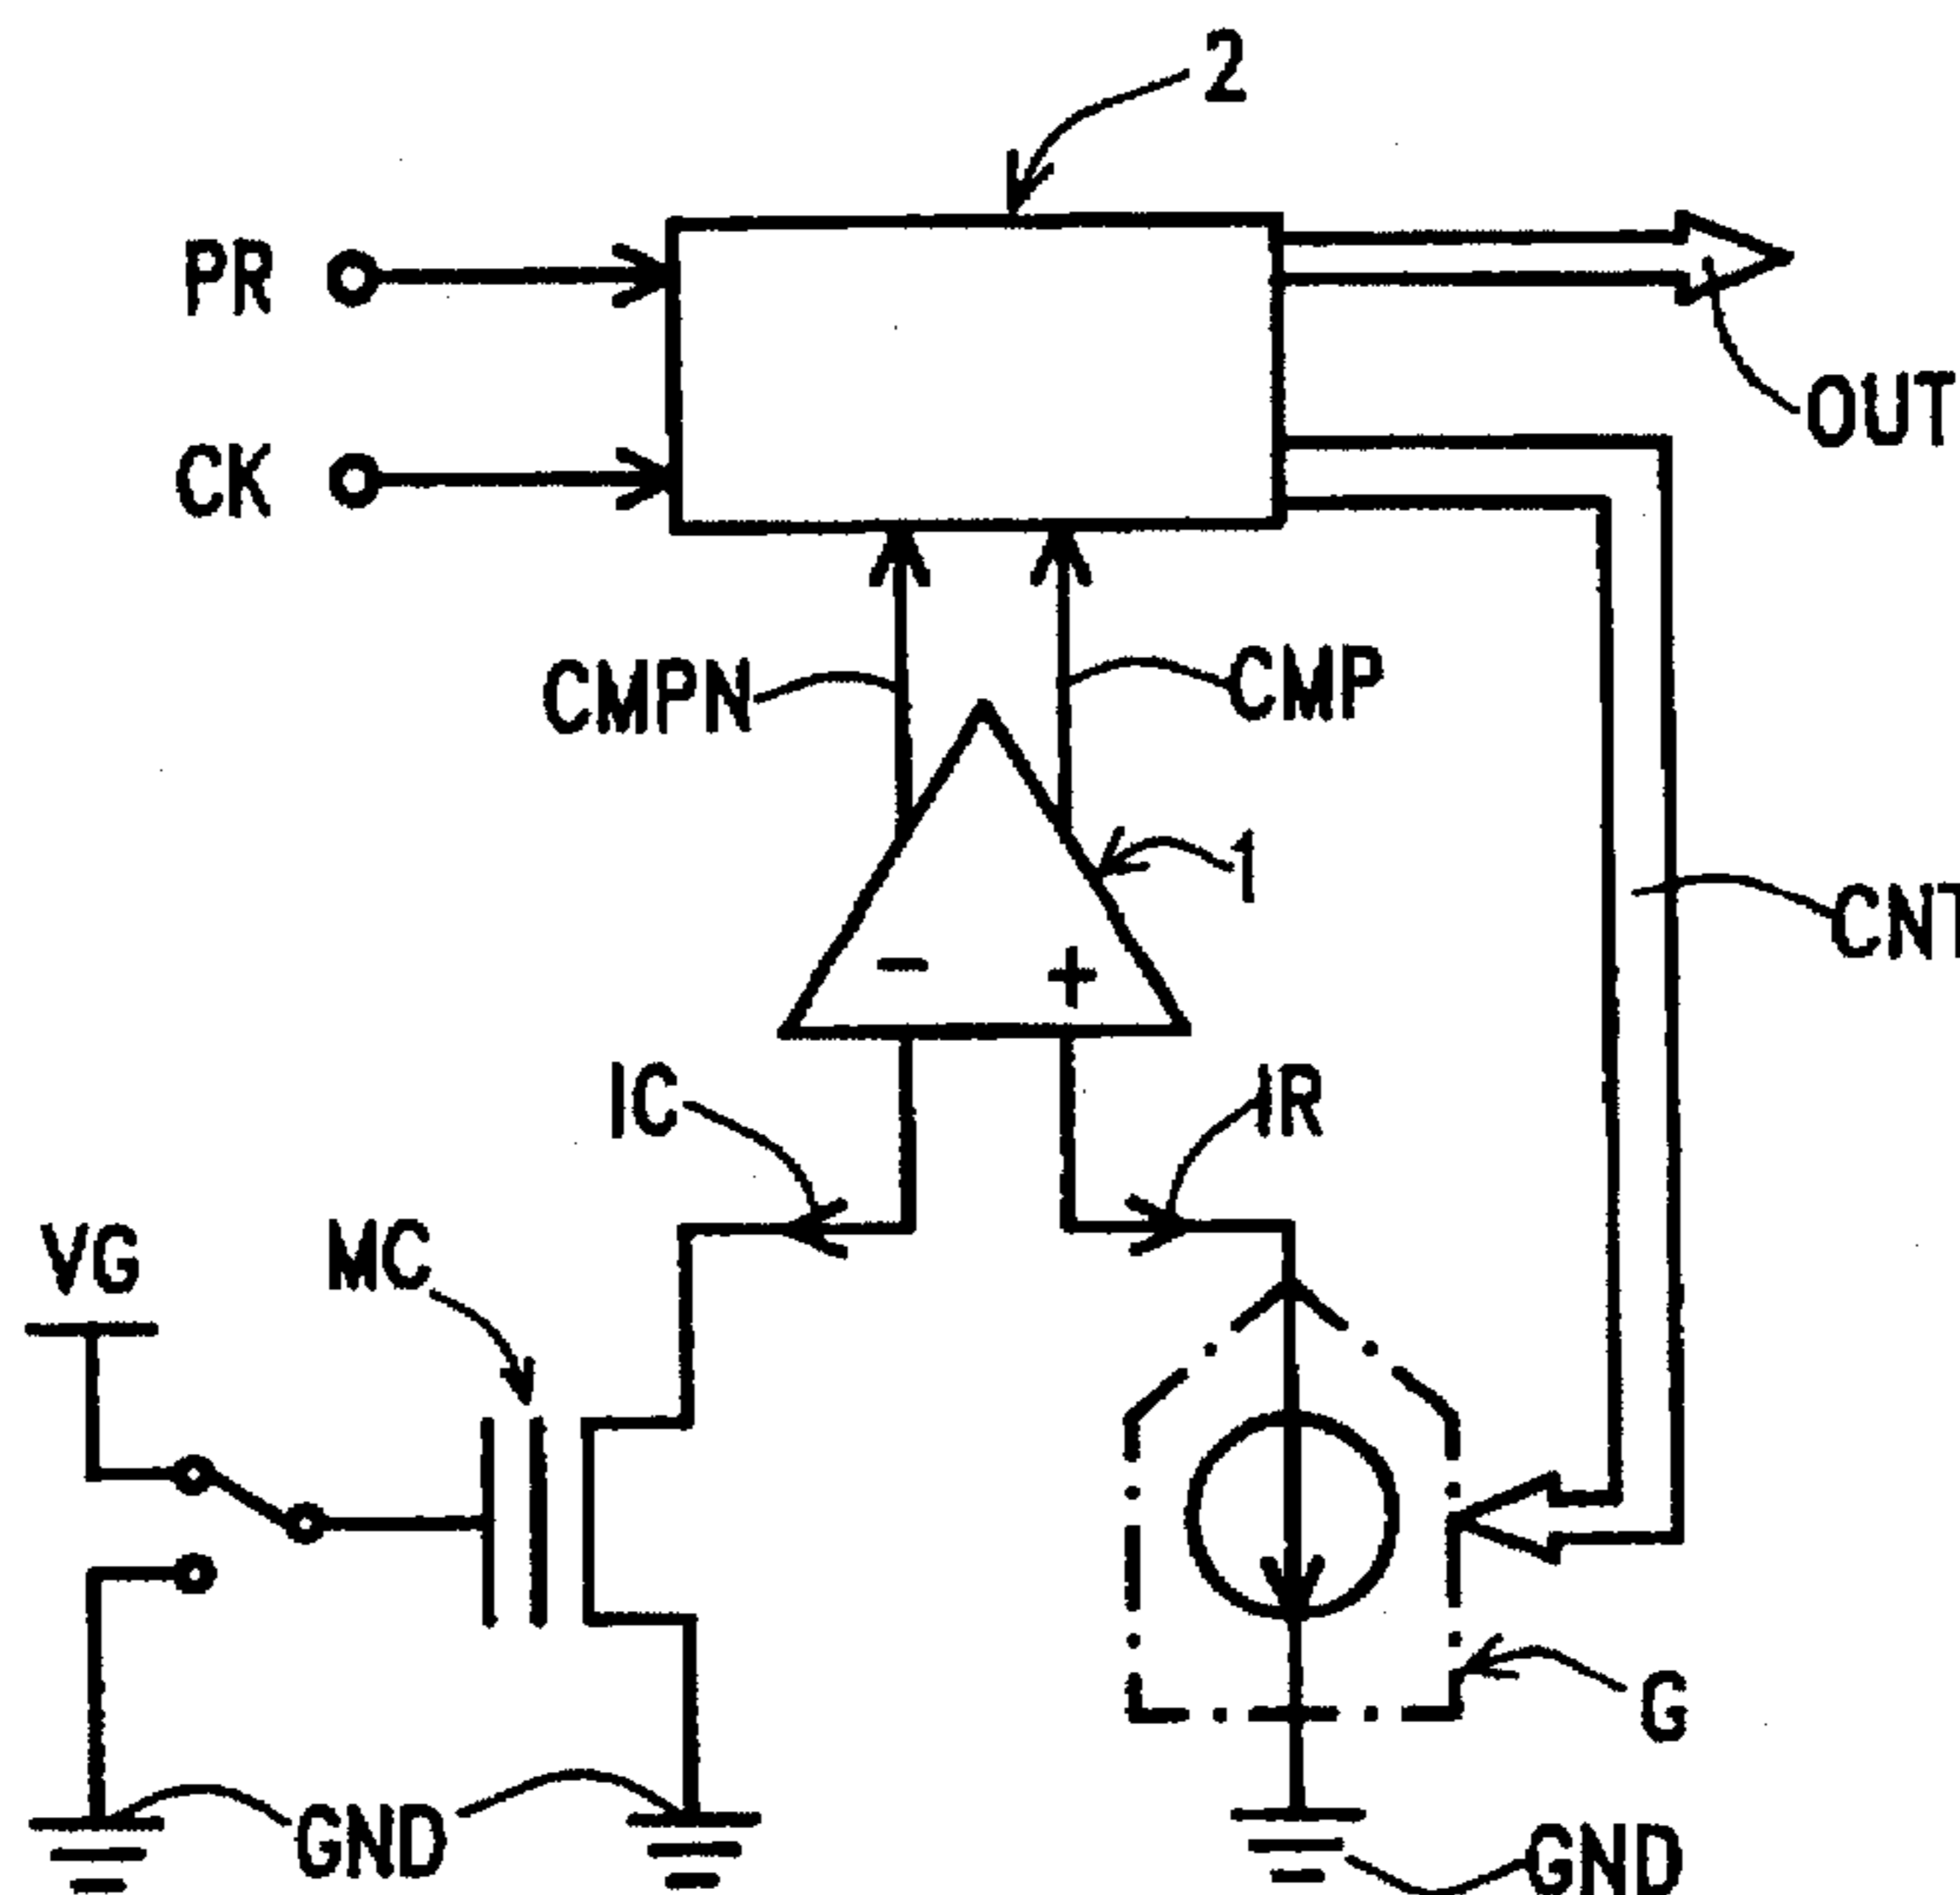 2
PR
CK
OUT
CMPN
CMP
1
CNT
-
+
IC
IR
VG
MC
G
GND
GND